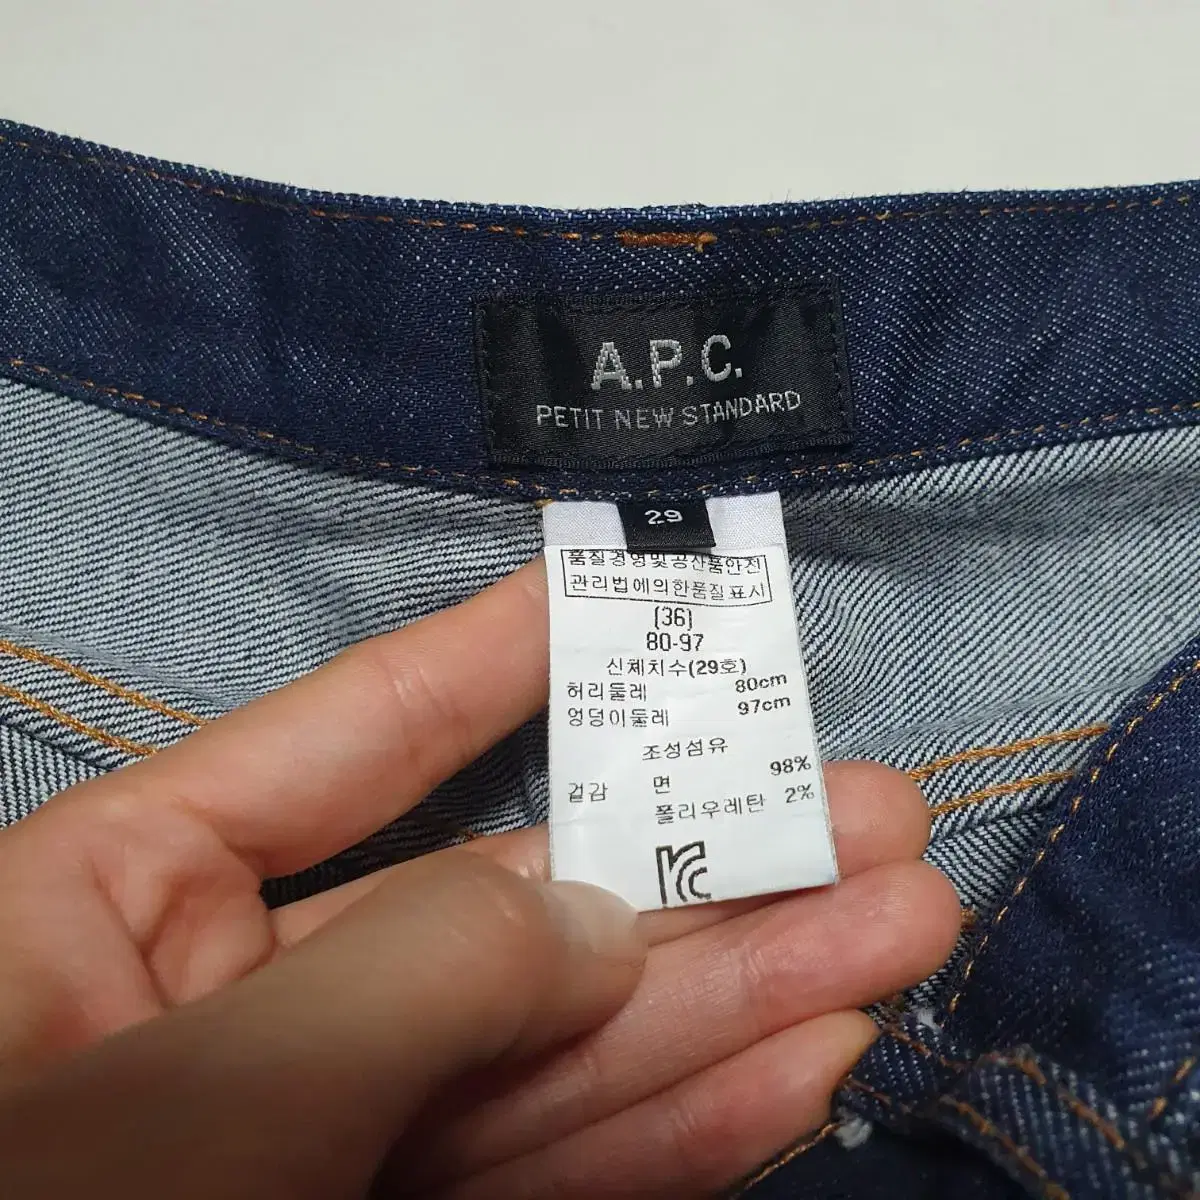 A.P.C.
PETIT NEW STANDARD
29
품질경영및공산품안전
관리법에의한품질표시
(36)
80-97
신체치수(29호)
허리둘레 80cm
엉덩이둘레 97cm
조성섬유
겉감 면 98%
폴리우레탄 2%